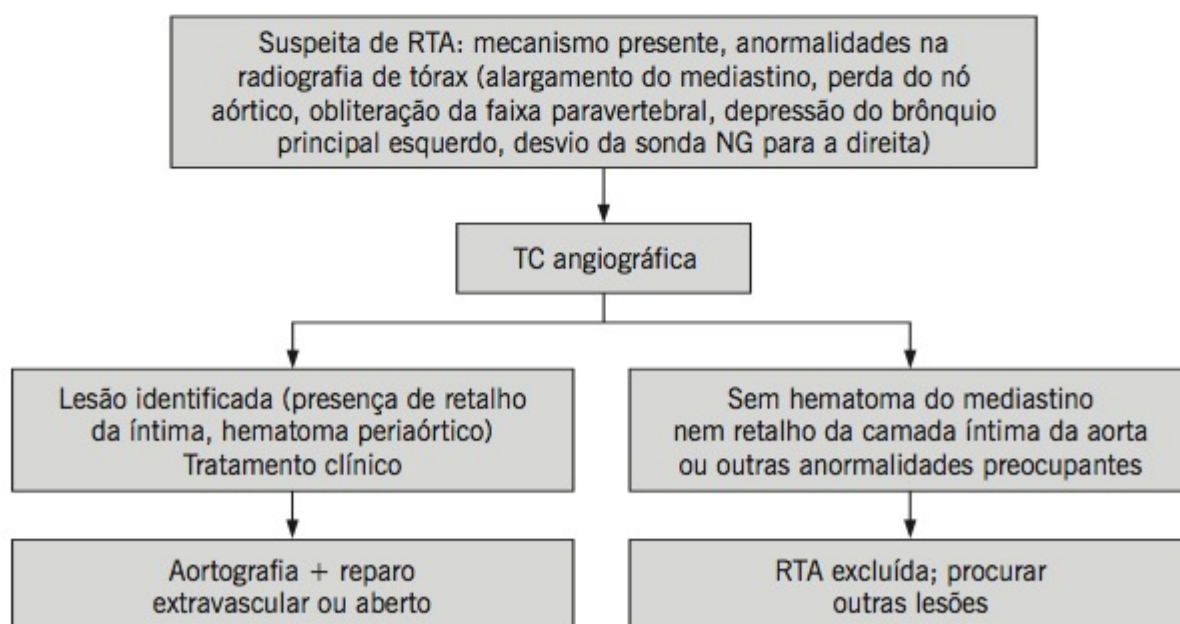 Suspeita de RTA: mecanismo presente, anormalidades na
radiografia de tórax (alargamento do mediastino, perda do nó
aórtico, obliteração da faixa paravertebral, depressão do brônquio
principal esquerdo, desvio da sonda NG para a direita)
TC angiográfica
Lesão identificada (presença de retalho
da íntima, hematoma periaórtico)
Tratamento clínico
Sem hematoma do mediastino
nem retalho da camada íntima da aorta
ou outras anormalidades preocupantes
Aortografia + reparo
extravascular ou aberto
RTA excluída; procurar
outras lesões